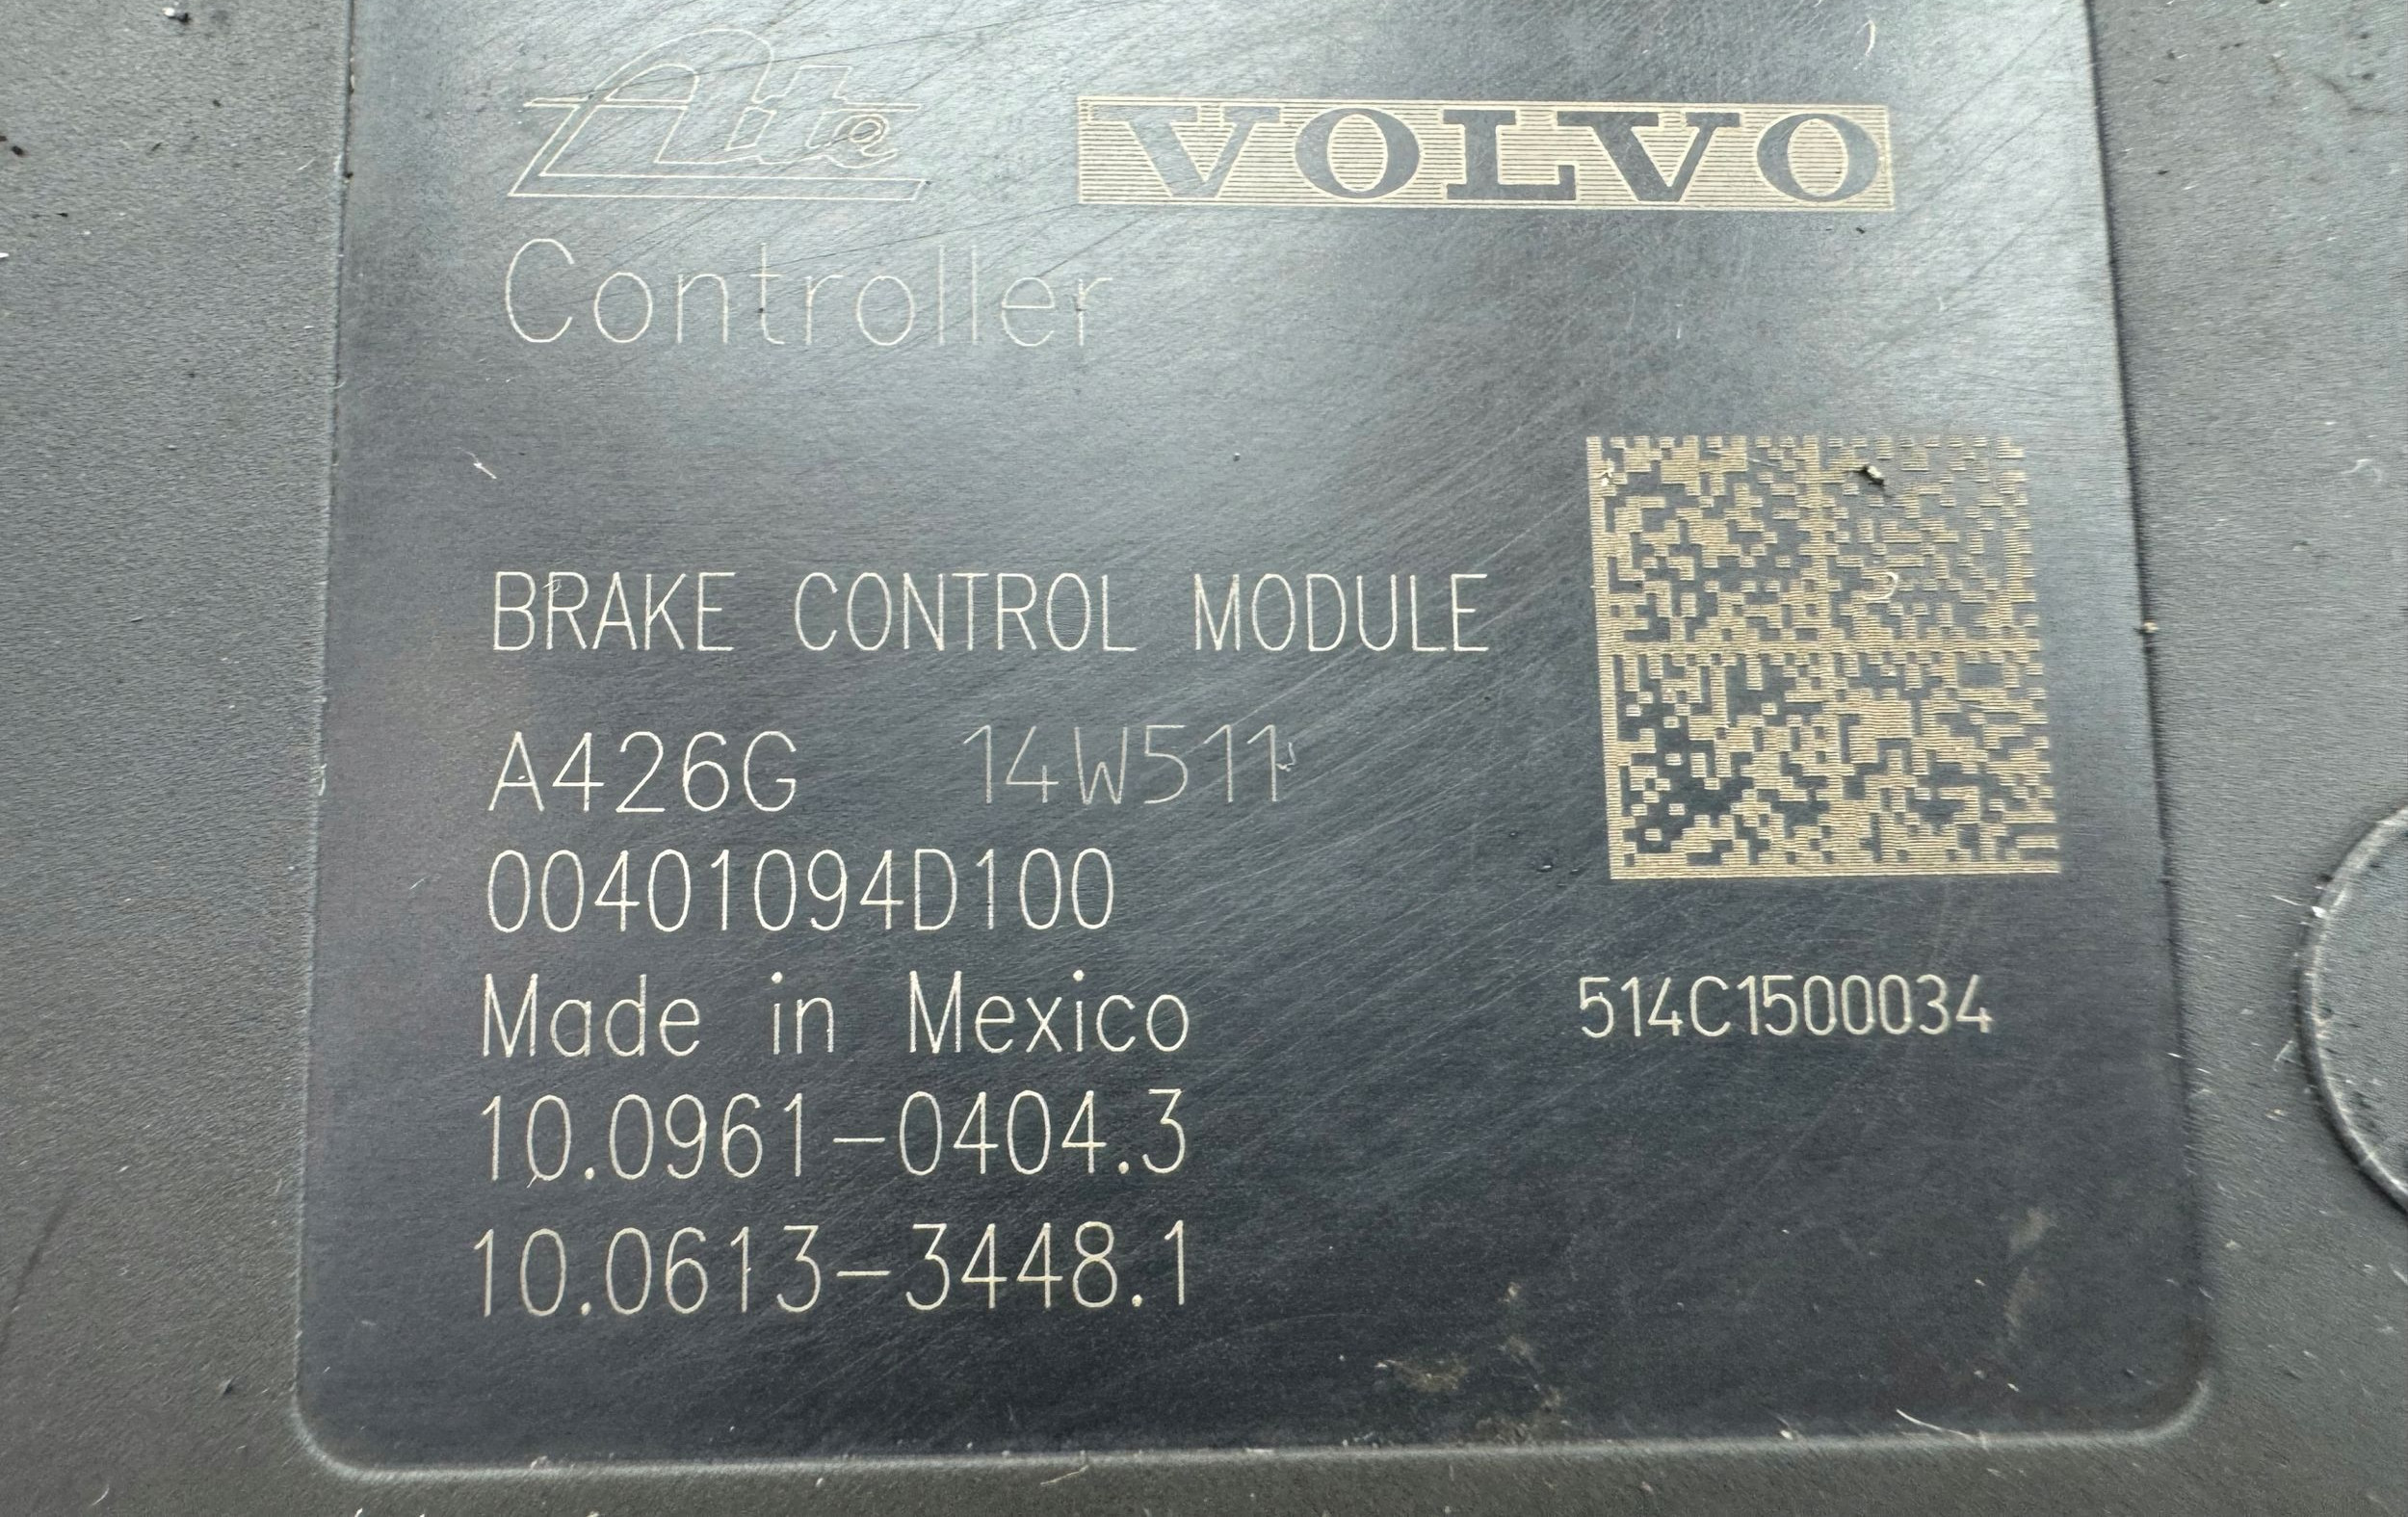 Ate VOLVO
Controller
BRAKE CONTROL MODULE
A426G 14W511
00401094D100
Made in Mexico
514C1500034
10.0961-0404.3
10.0613-3448.1